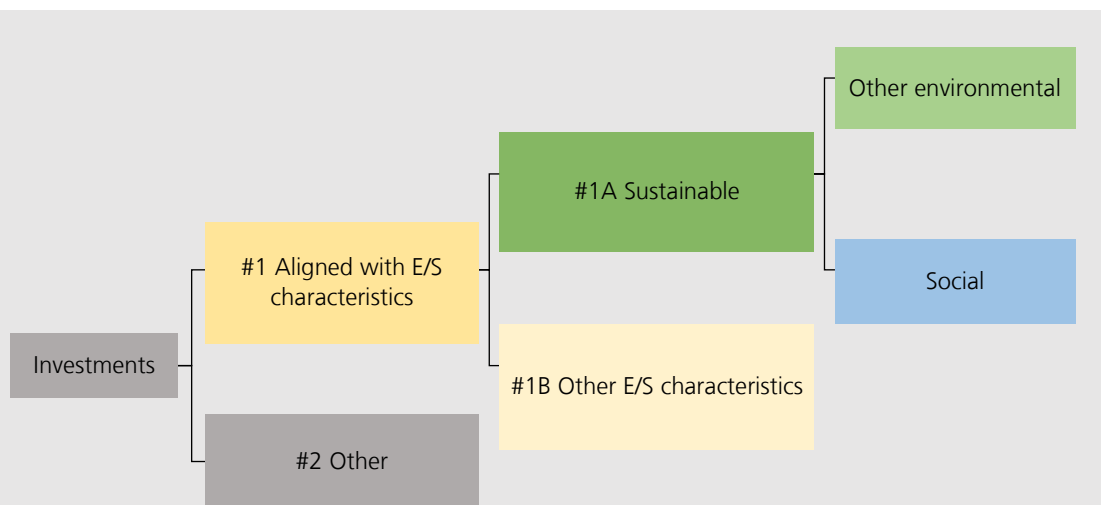 Investments
#1 Aligned with E/S
characteristics
#2 Other
#1A Sustainable
#1B Other E/S characteristics
Other environmental
Social